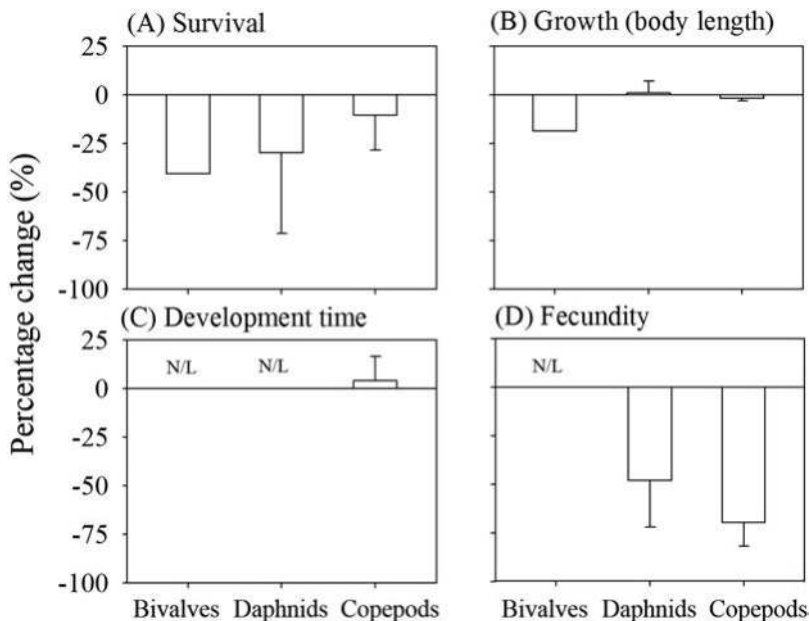 (A) Survival
(B) Growth (body length)
25
0
-25
-50
-75
-100
(C) Development time
(D) Fecundity
25
0
-25
-50
-75
-100
N/L
N/L
N/L
Percentage change (%)
Bivalves Daphnids Copepods
Bivalves Daphnids Copepods